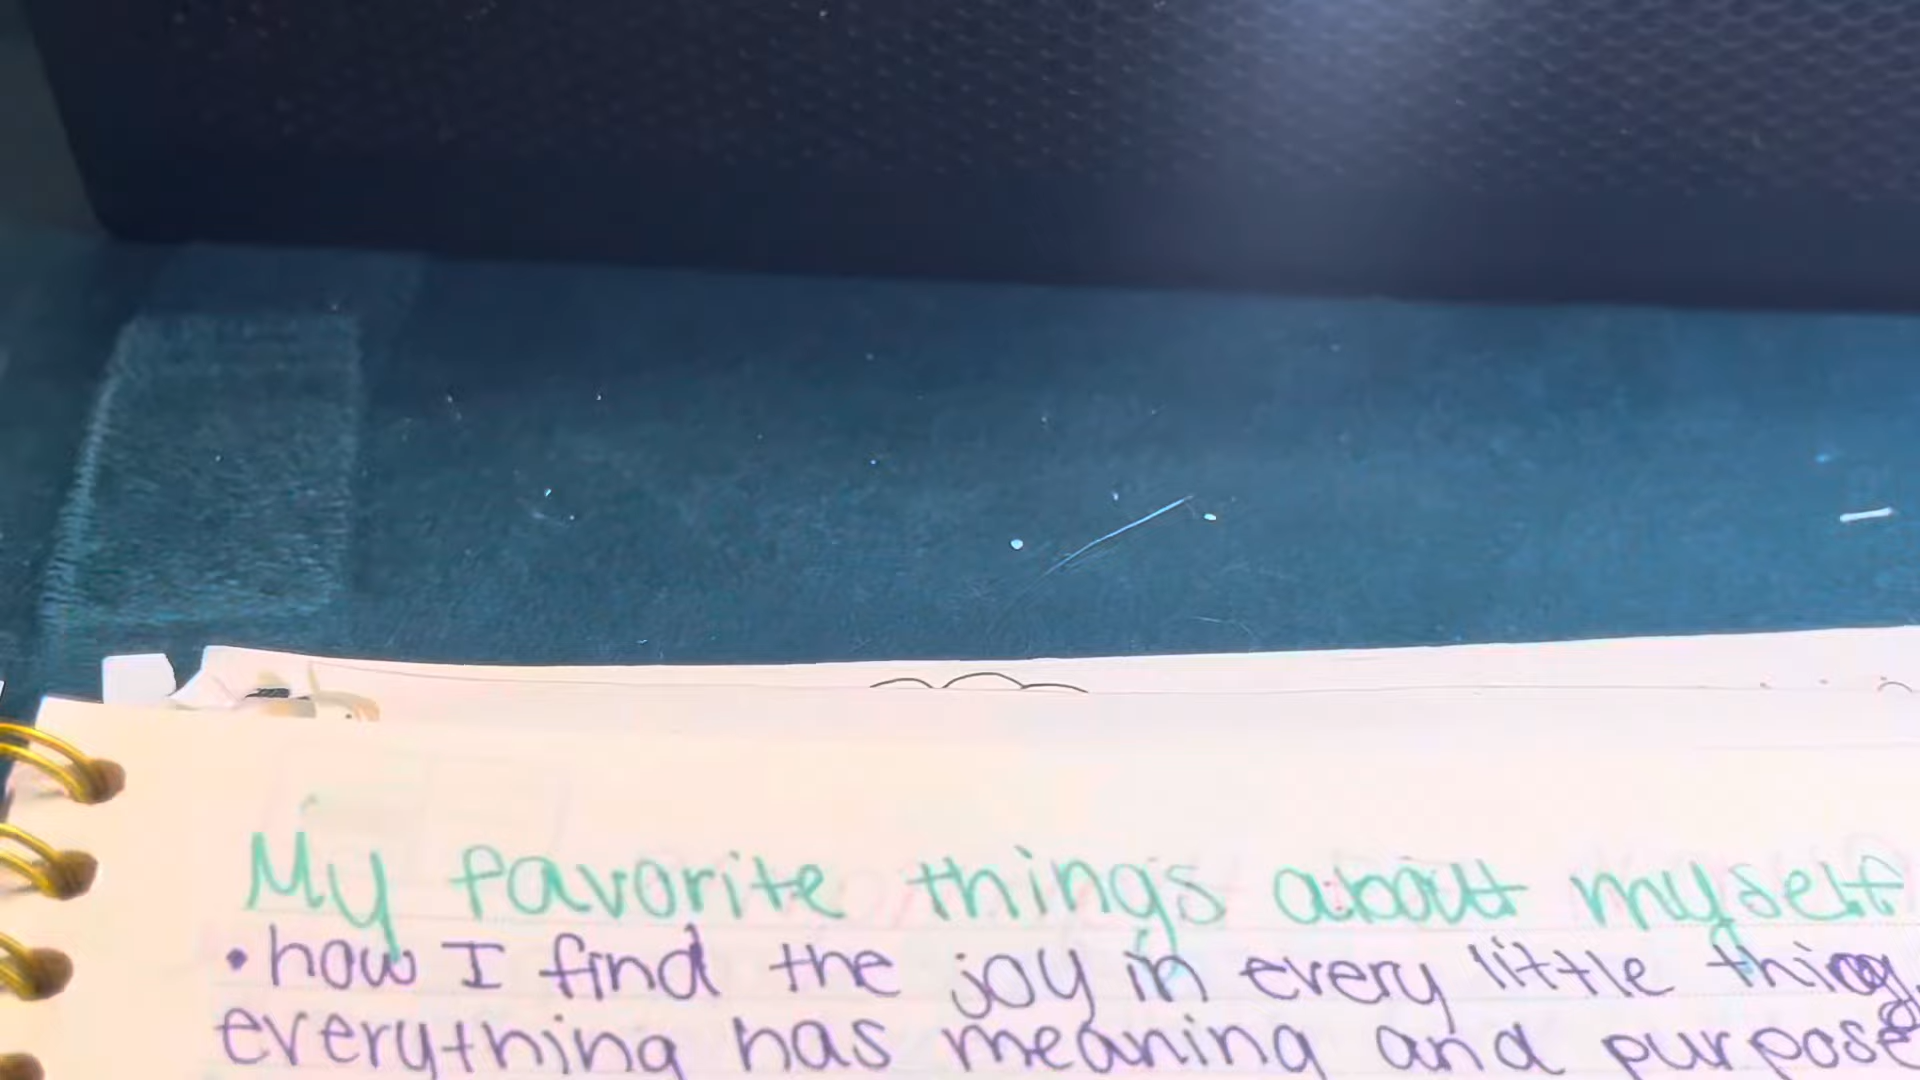 My favorite things about myself
• how I find the joy in every little thing,
everything has meaning and purpose